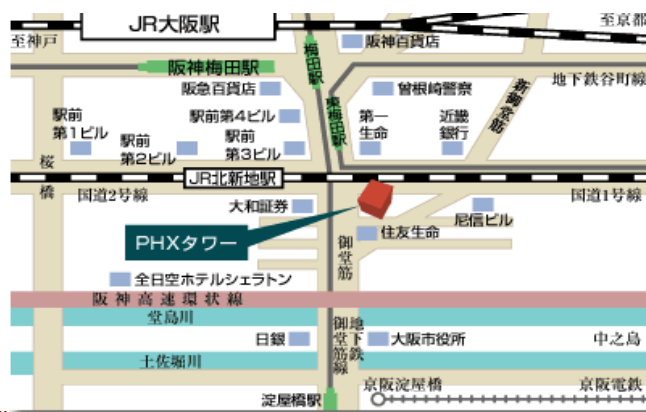 JR大阪駅
至神戸
至京都
梅田駅
阪神百貨店
阪神梅田駅
地下鉄谷町線
阪急百貨店
曽根崎警察
新御堂筋
東梅田駅
駅前
第1ビル
駅前第4ビル
駅前
第2ビル
駅前
第3ビル
第一
生命
近畿
銀行
桜橋
JR北新地駅
国道2号線
国道1号線
大和証券
尼信ビル
PHXタワー
住友生命
御堂筋
全日空ホテルシェラトン
阪神高速環状線
堂島川
地下鉄
御堂筋線
日銀
大阪市役所
中之島
土佐堀川
京阪淀屋橋
京阪電鉄
淀屋橋駅